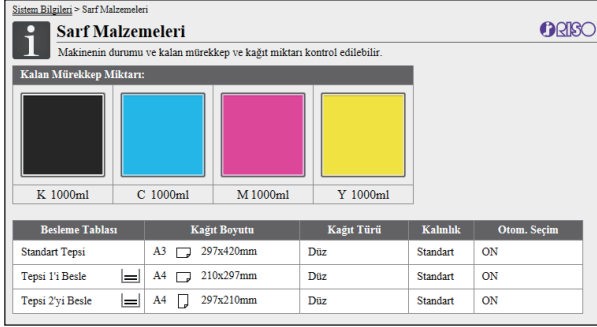 Sistem Bilgileri > Sarf Malzemeleri
Sarf Malzemeleri
RISO
Makinenin durumu ve kalan mürekkep ve kağıt miktarı kontrol edilebilir.
Kalan Mürekkep Miktarı:
K 1000ml C 1000ml M 1000ml Y 1000ml
Besleme Tablası Kağıt Boyutu Kağıt Türü Kalınlık Otom. Seçim
Standart Tepsi A3 297x420mm Düz Standart ON
Tepsi 1'i Besle A4 210x297mm Düz Standart ON
Tepsi 2'yi Besle A4 297x210mm Düz Standart ON